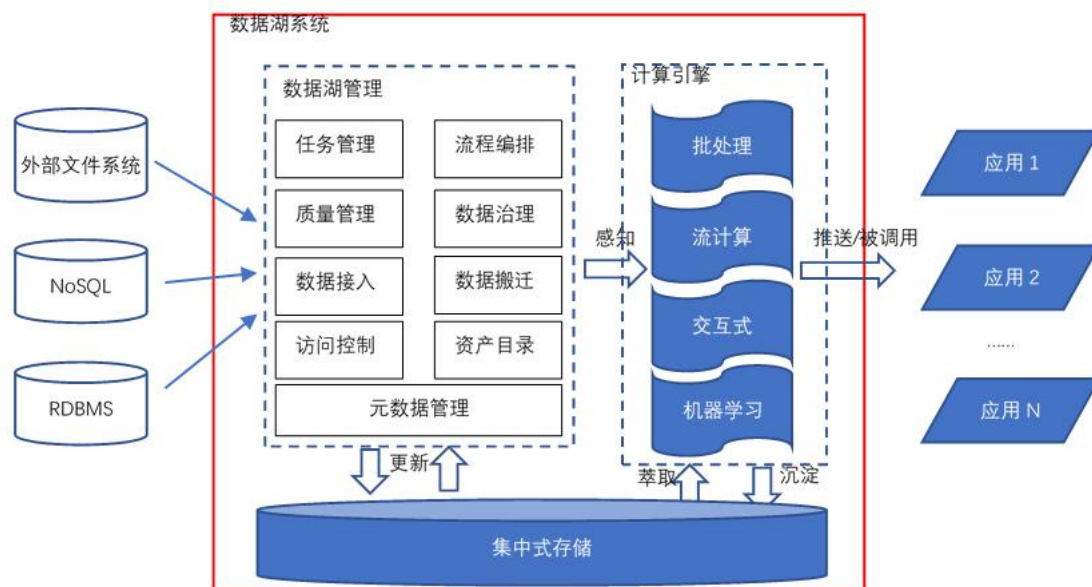 数据湖系统
外部文件系统
NoSQL
RDBMS
数据湖管理
任务管理
流程编排
质量管理
数据治理
数据接入
数据搬迁
访问控制
资产目录
元数据管理
更新
感知
计算引擎
批处理
流计算
交互式
机器学习
萃取
沉淀
集中式存储
推送/被调用
应用 1
应用 2
......
应用 N